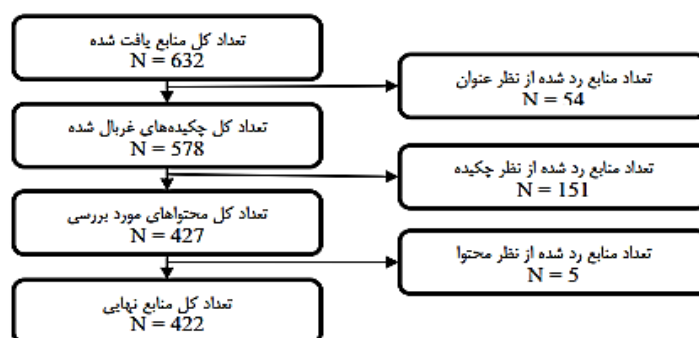 تعداد کل منابع یافت شده
N = 632
تعداد منابع رد شده از نظر عنوان
N = 54
تعداد کل چکیده‌های غربال شده
N = 578
تعداد منابع رد شده از نظر چکیده
N = 151
تعداد کل محتواهای مورد بررسی
N = 427
تعداد منابع رد شده از نظر محتوا
N = 5
تعداد کل منابع نهایی
N = 422